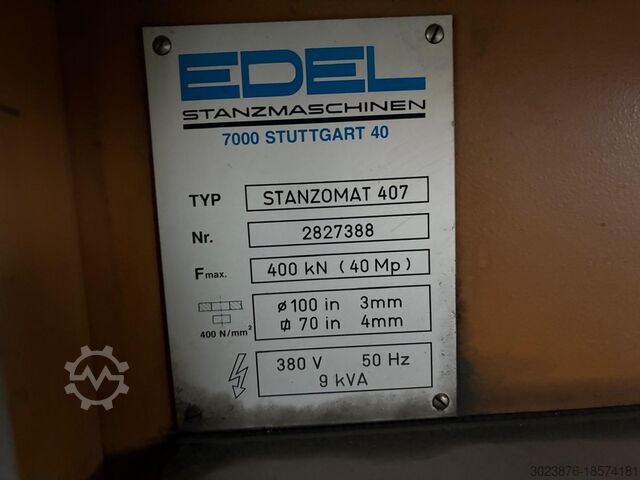 EDEL
STANZMASCHINEN
7000 STUTTGART 40
TYP STANZOMAT 407
Nr. 2827388
Fmax. 400 kN (40 Mp)
ø 100 in 3mm
400 N/mm² ⌀ 70 in 4mm
380 V 50 Hz
9 kVA
3023876-18574181